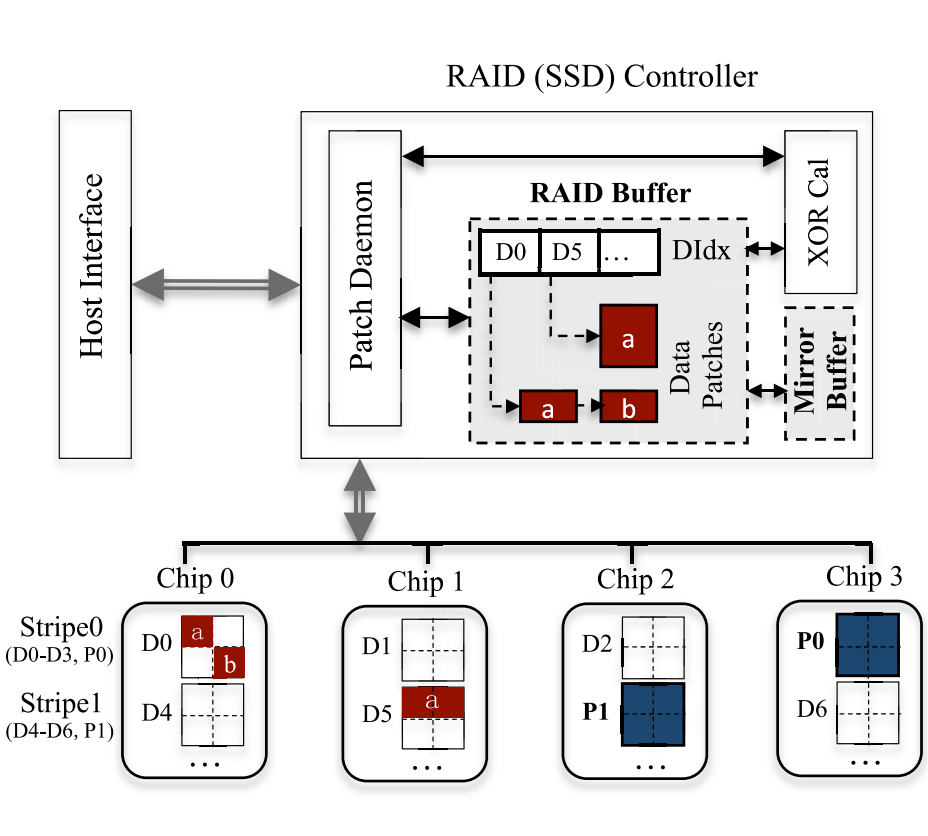 RAID (SSD) Controller
Host Interface
Patch Daemon
RAID Buffer
D0 D5 ... DIdx
XOR Cal
a
Data
Patches
a b
Mirror
Buffer
Chip 0 Chip 1 Chip 2 Chip 3
Stripe0
(D0-D3, P0)
D0 a b D1 D2 P0
Stripe1
(D4-D6, P1)
D4 D5 a P1 D6
... ... ... ...